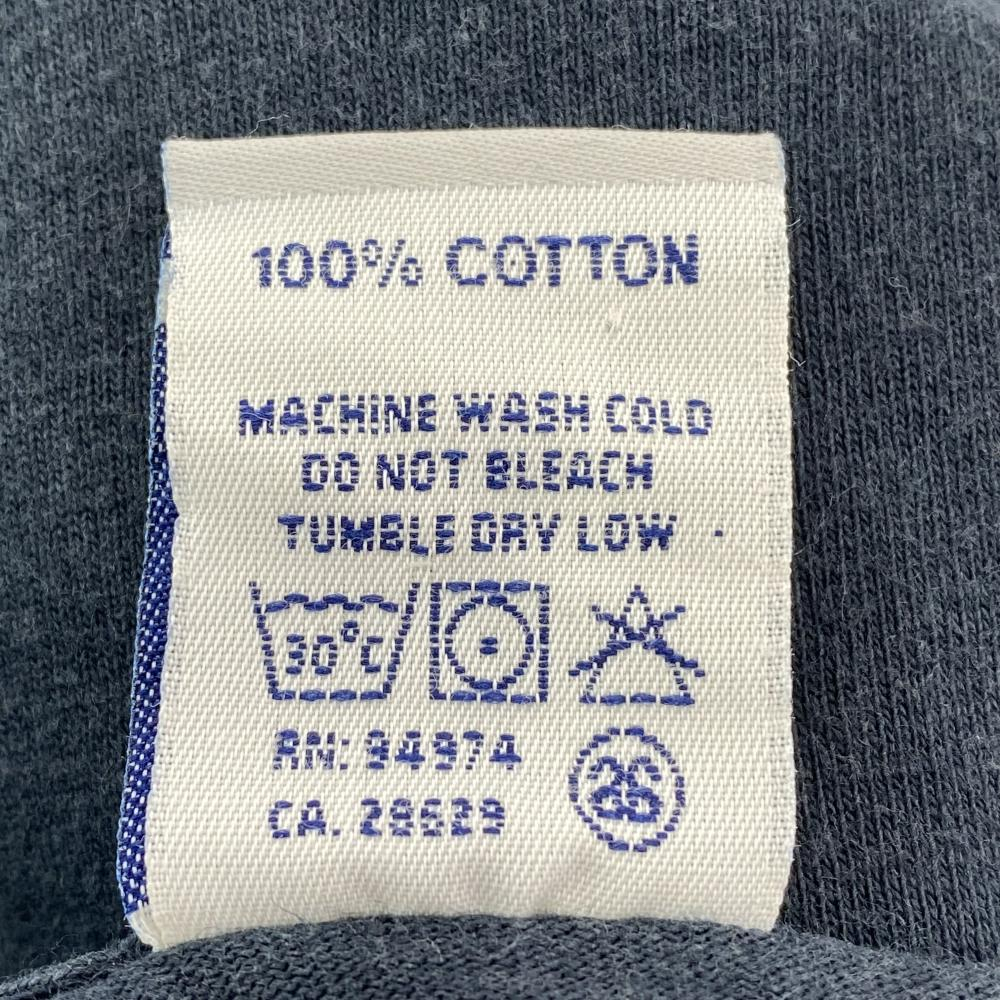 100% COTTON
MACHINE WASH COLD
DO NOT BLEACH
TUMBLE DRY LOW
30°C
RN: 94974
CA. 28629